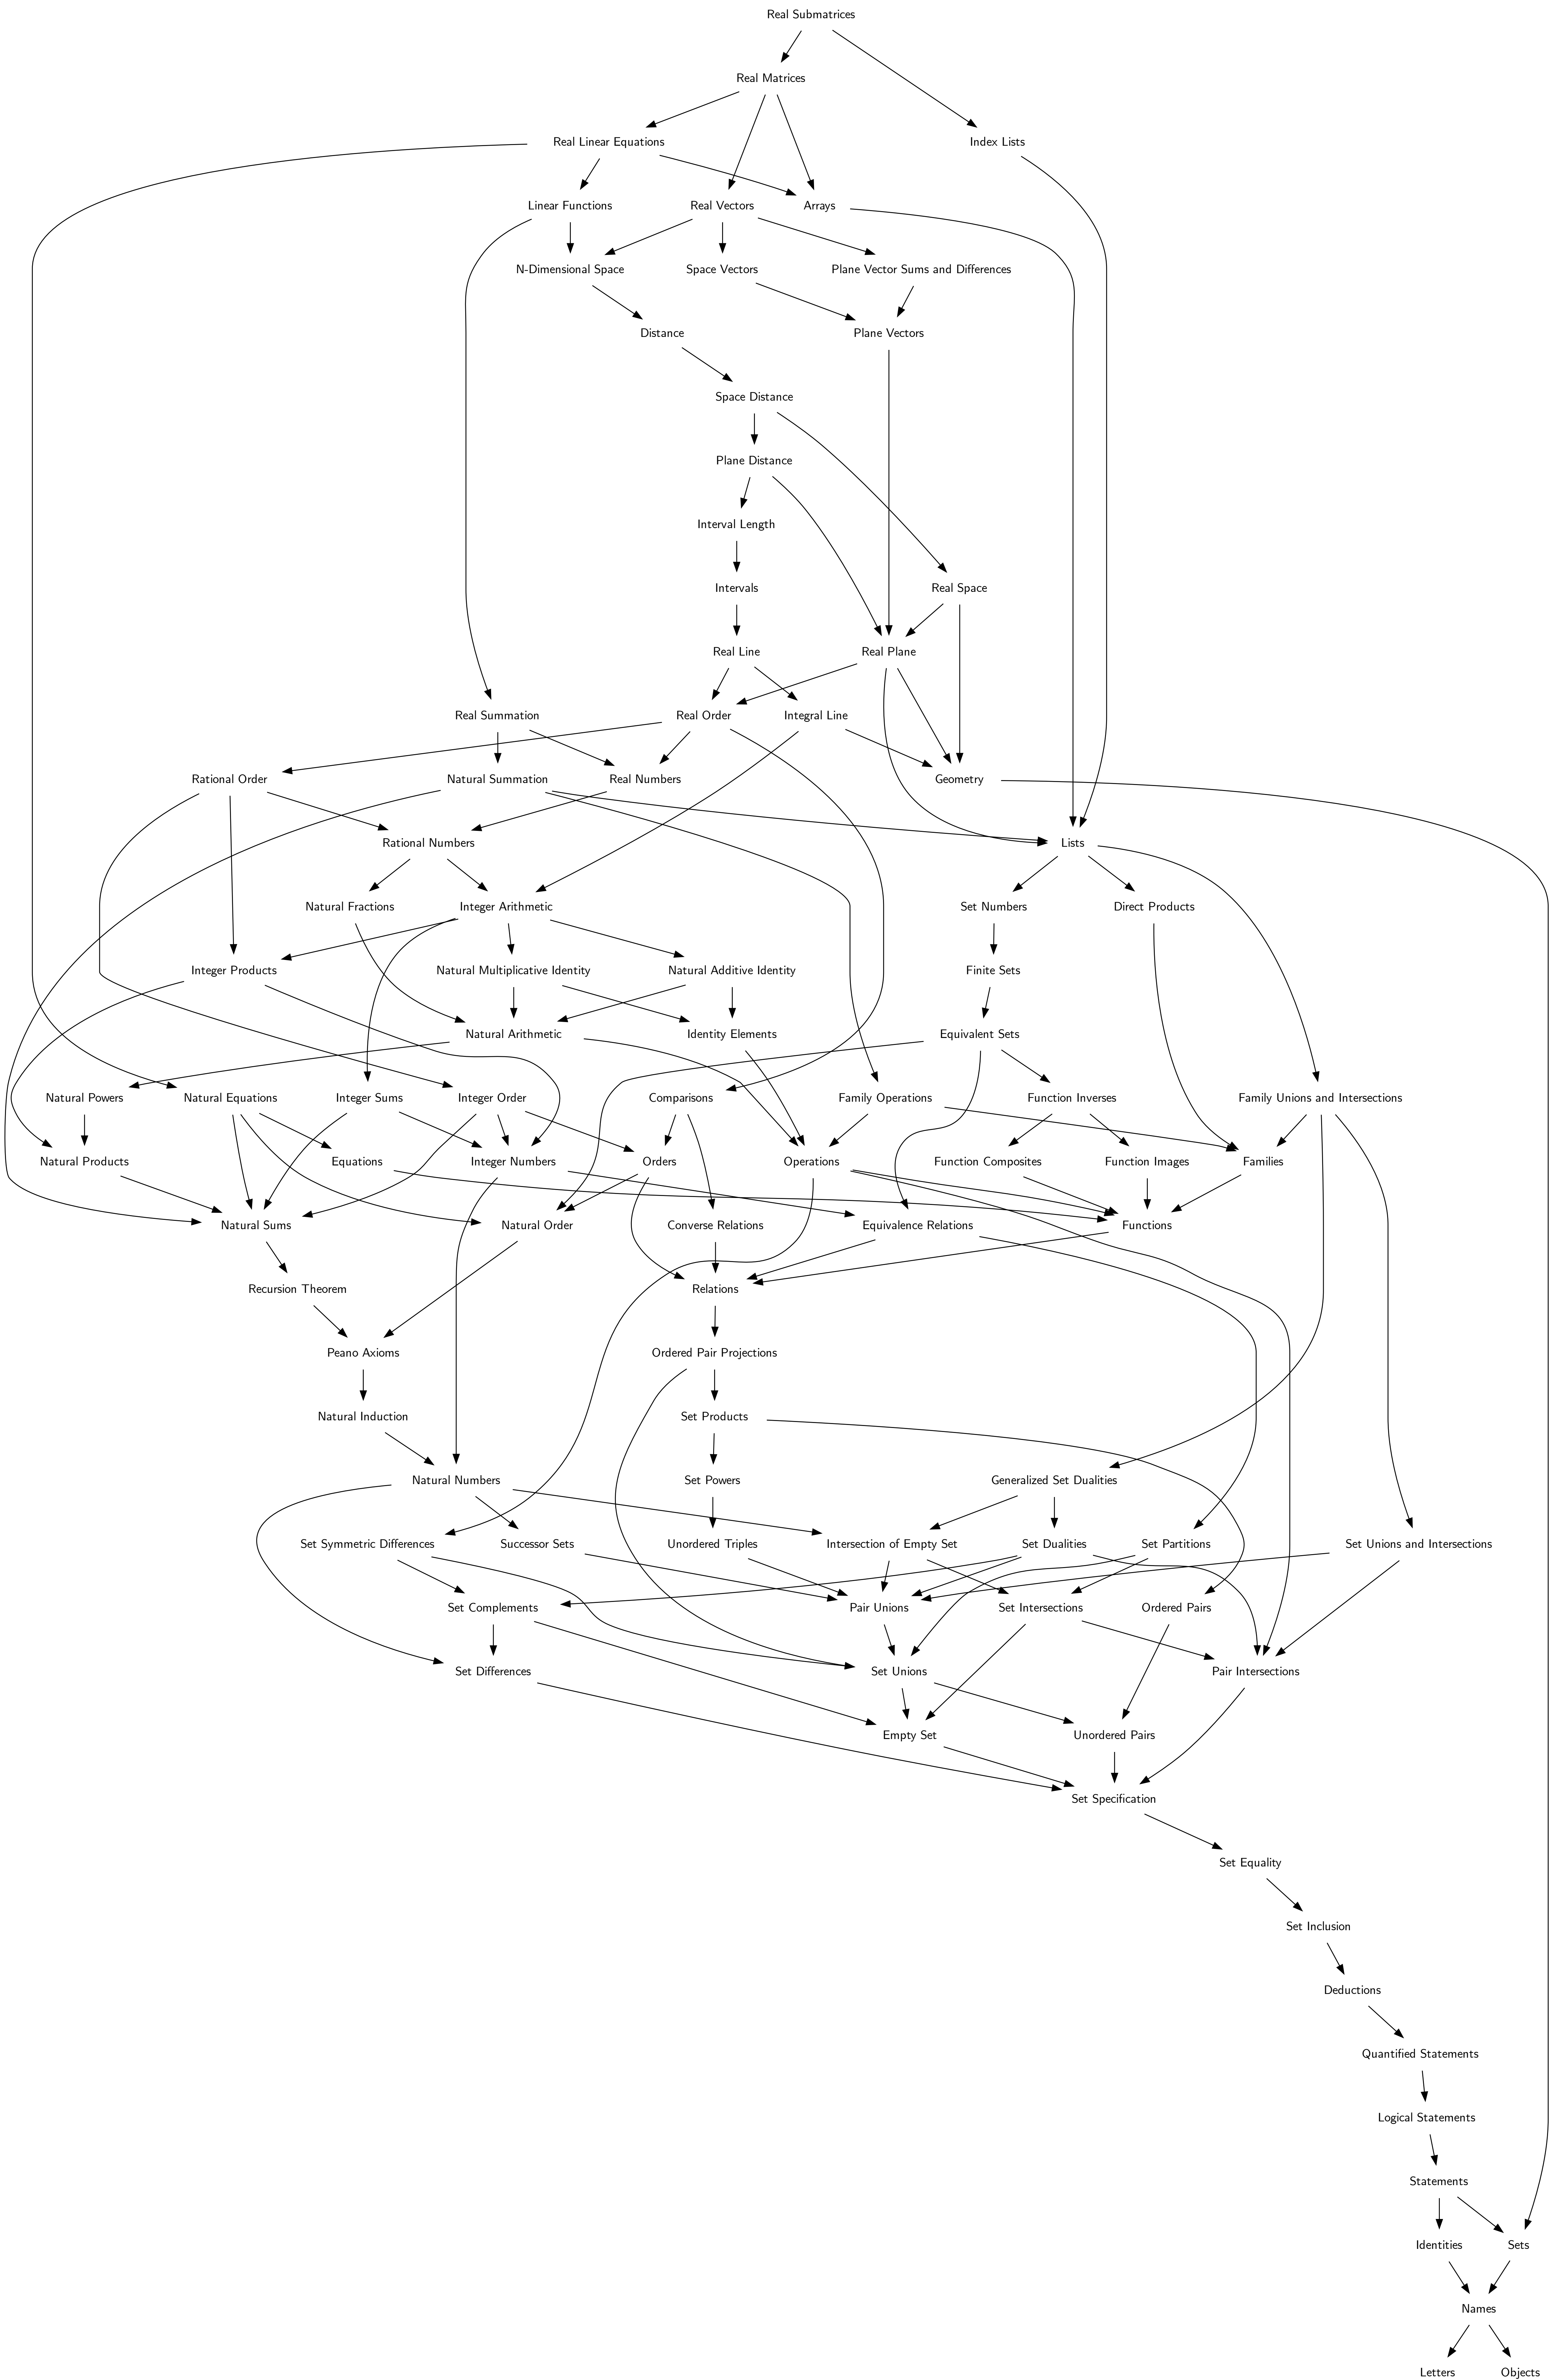 Real Submatrices
Real Matrices
Real Linear Equations
Index Lists
Linear Functions
Real Vectors
Arrays
N-Dimensional Space
Space Vectors
Plane Vector Sums and Differences
Distance
Plane Vectors
Space Distance
Plane Distance
Interval Length
Intervals
Real Space
Real Line
Real Plane
Real Summation
Real Order
Integral Line
Rational Order
Natural Summation
Real Numbers
Geometry
Rational Numbers
Lists
Natural Fractions
Integer Arithmetic
Set Numbers
Direct Products
Integer Products
Natural Multiplicative Identity
Natural Additive Identity
Finite Sets
Natural Arithmetic
Identity Elements
Equivalent Sets
Natural Powers
Natural Equations
Integer Sums
Integer Order
Comparisons
Family Operations
Function Inverses
Family Unions and Intersections
Natural Products
Equations
Integer Numbers
Orders
Operations
Function Composites
Function Images
Families
Natural Sums
Natural Order
Converse Relations
Equivalence Relations
Functions
Recursion Theorem
Relations
Peano Axioms
Ordered Pair Projections
Natural Induction
Set Products
Natural Numbers
Set Powers
Generalized Set Dualities
Set Symmetric Differences
Successor Sets
Unordered Triples
Intersection of Empty Set
Set Dualities
Set Partitions
Set Unions and Intersections
Set Complements
Pair Unions
Set Intersections
Ordered Pairs
Set Differences
Set Unions
Pair Intersections
Empty Set
Unordered Pairs
Set Specification
Set Equality
Set Inclusion
Deductions
Quantified Statements
Logical Statements
Statements
Identities
Sets
Names
Letters
Objects